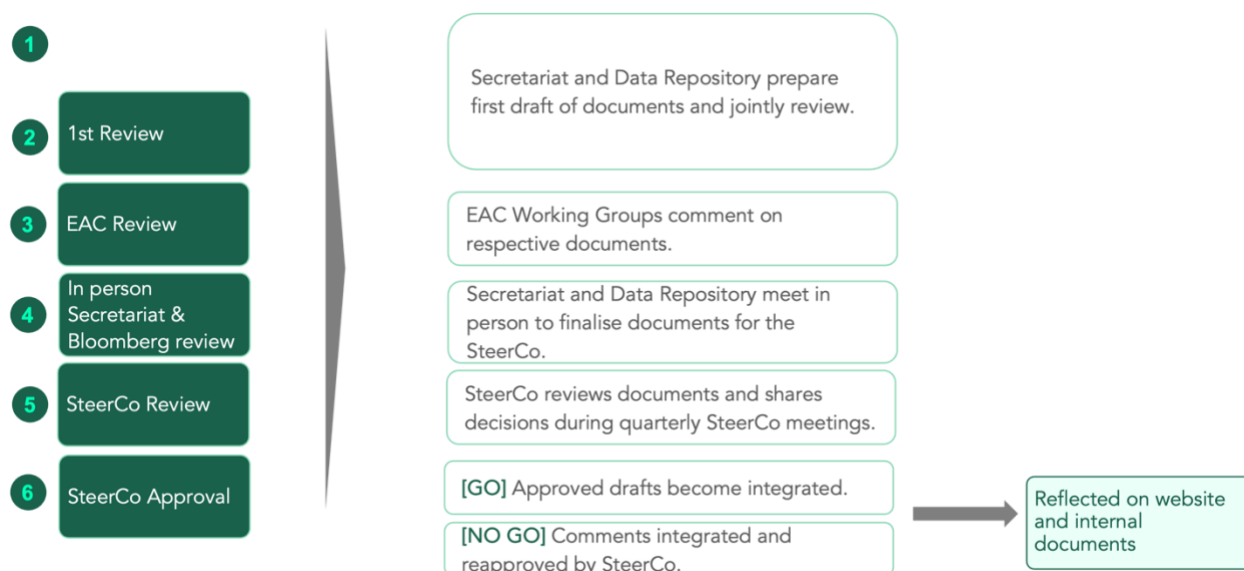 1
Secretariat and Data Repository prepare
first draft of documents and jointly review.
2
1st Review
3
EAC Review
EAC Working Groups comment on
respective documents.
4
In person
Secretariat &
Bloomberg review
Secretariat and Data Repository meet in
person to finalise documents for the
SteerCo.
5
SteerCo Review
SteerCo reviews documents and shares
decisions during quarterly SteerCo meetings.
6
SteerCo Approval
[GO] Approved drafts become integrated.
[NO GO] Comments integrated and
reapproved by SteerCo.
Reflected on website
and internal
documents